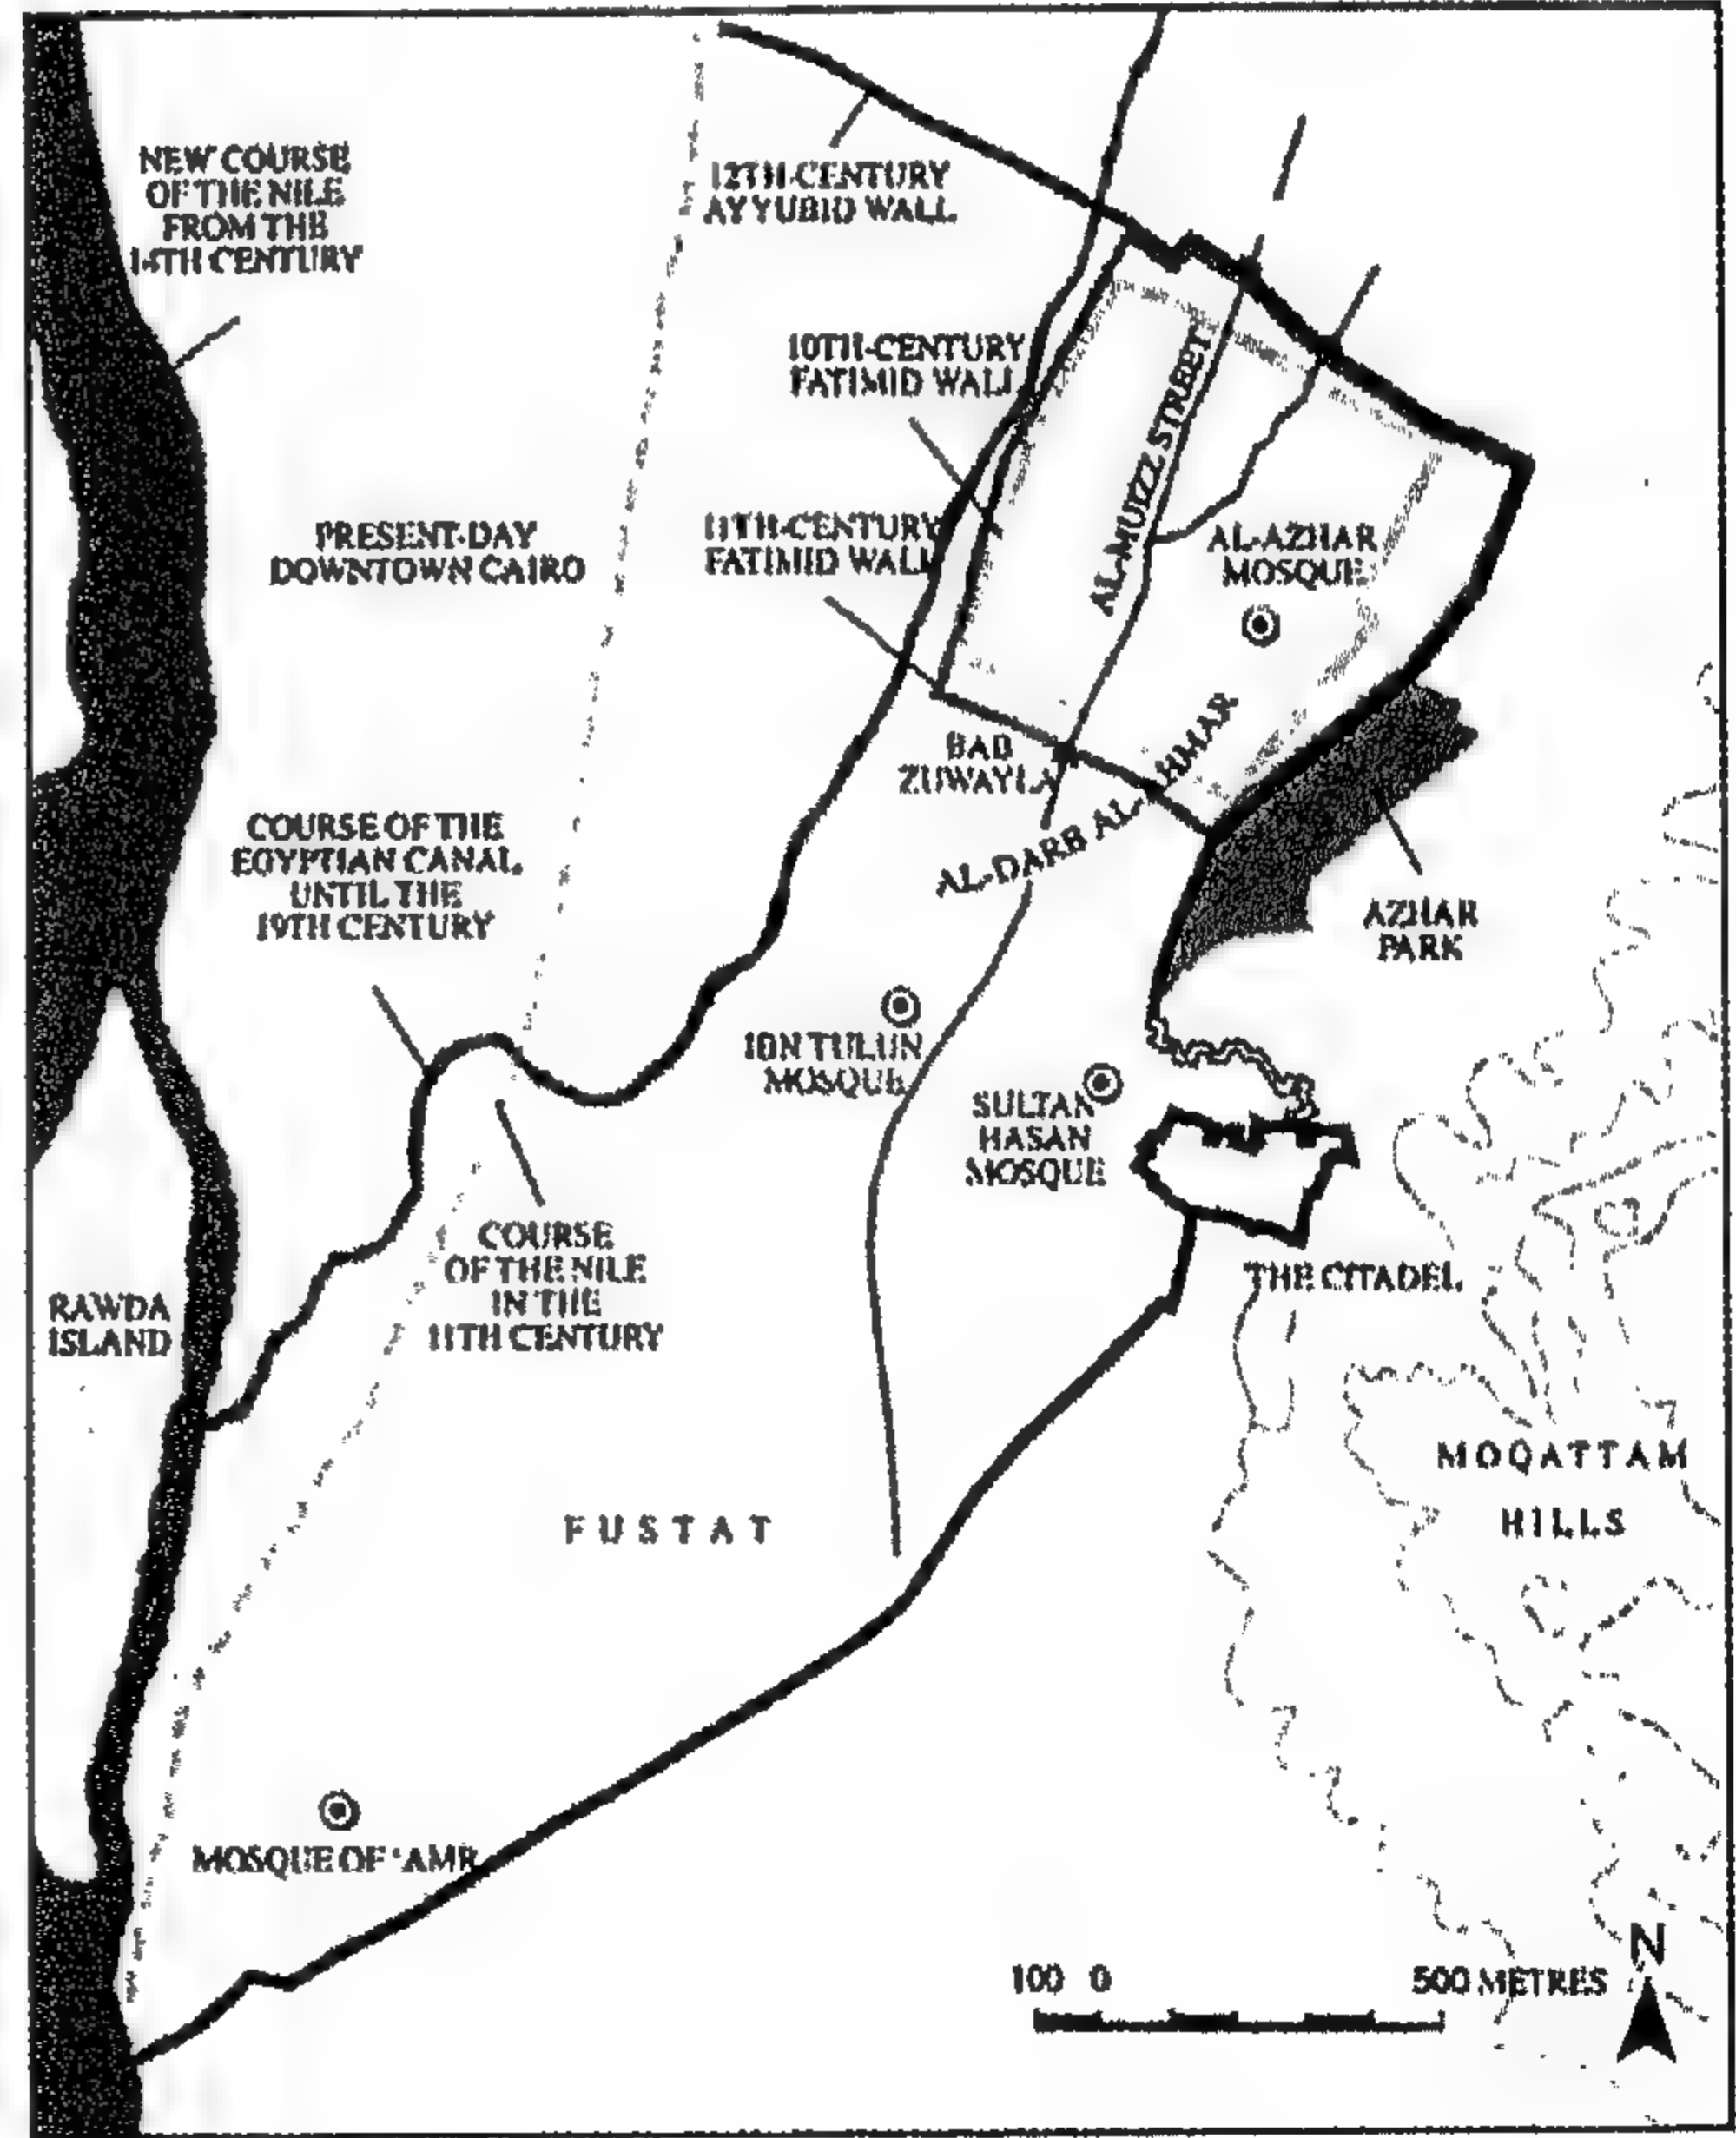 NEW COURSE
OF THE NILE
FROM THE
14TH CENTURY
12TH-CENTURY
AYYUBID WALL
10TH-CENTURY
FATIMID WALL
11TH-CENTURY
FATIMID WALL
AL-MUIZZ STREET
PRESENT-DAY
DOWNTOWN CAIRO
AL-AZHAR
MOSQUE
BAB
ZUWAYLA
AL-DARB AL-AHMAR
COURSE OF THE
EGYPTIAN CANAL
UNTIL THE
19TH CENTURY
AZHAR
PARK
IBN TULUN
MOSQUE
SULTAN
HASAN
MOSQUE
COURSE
OF THE NILE
IN THE
11TH CENTURY
THE CITADEL
RAWDA
ISLAND
MOQATTAM
HILLS
FUSTAT
MOSQUE OF 'AMR
N
100 0 500 METRES